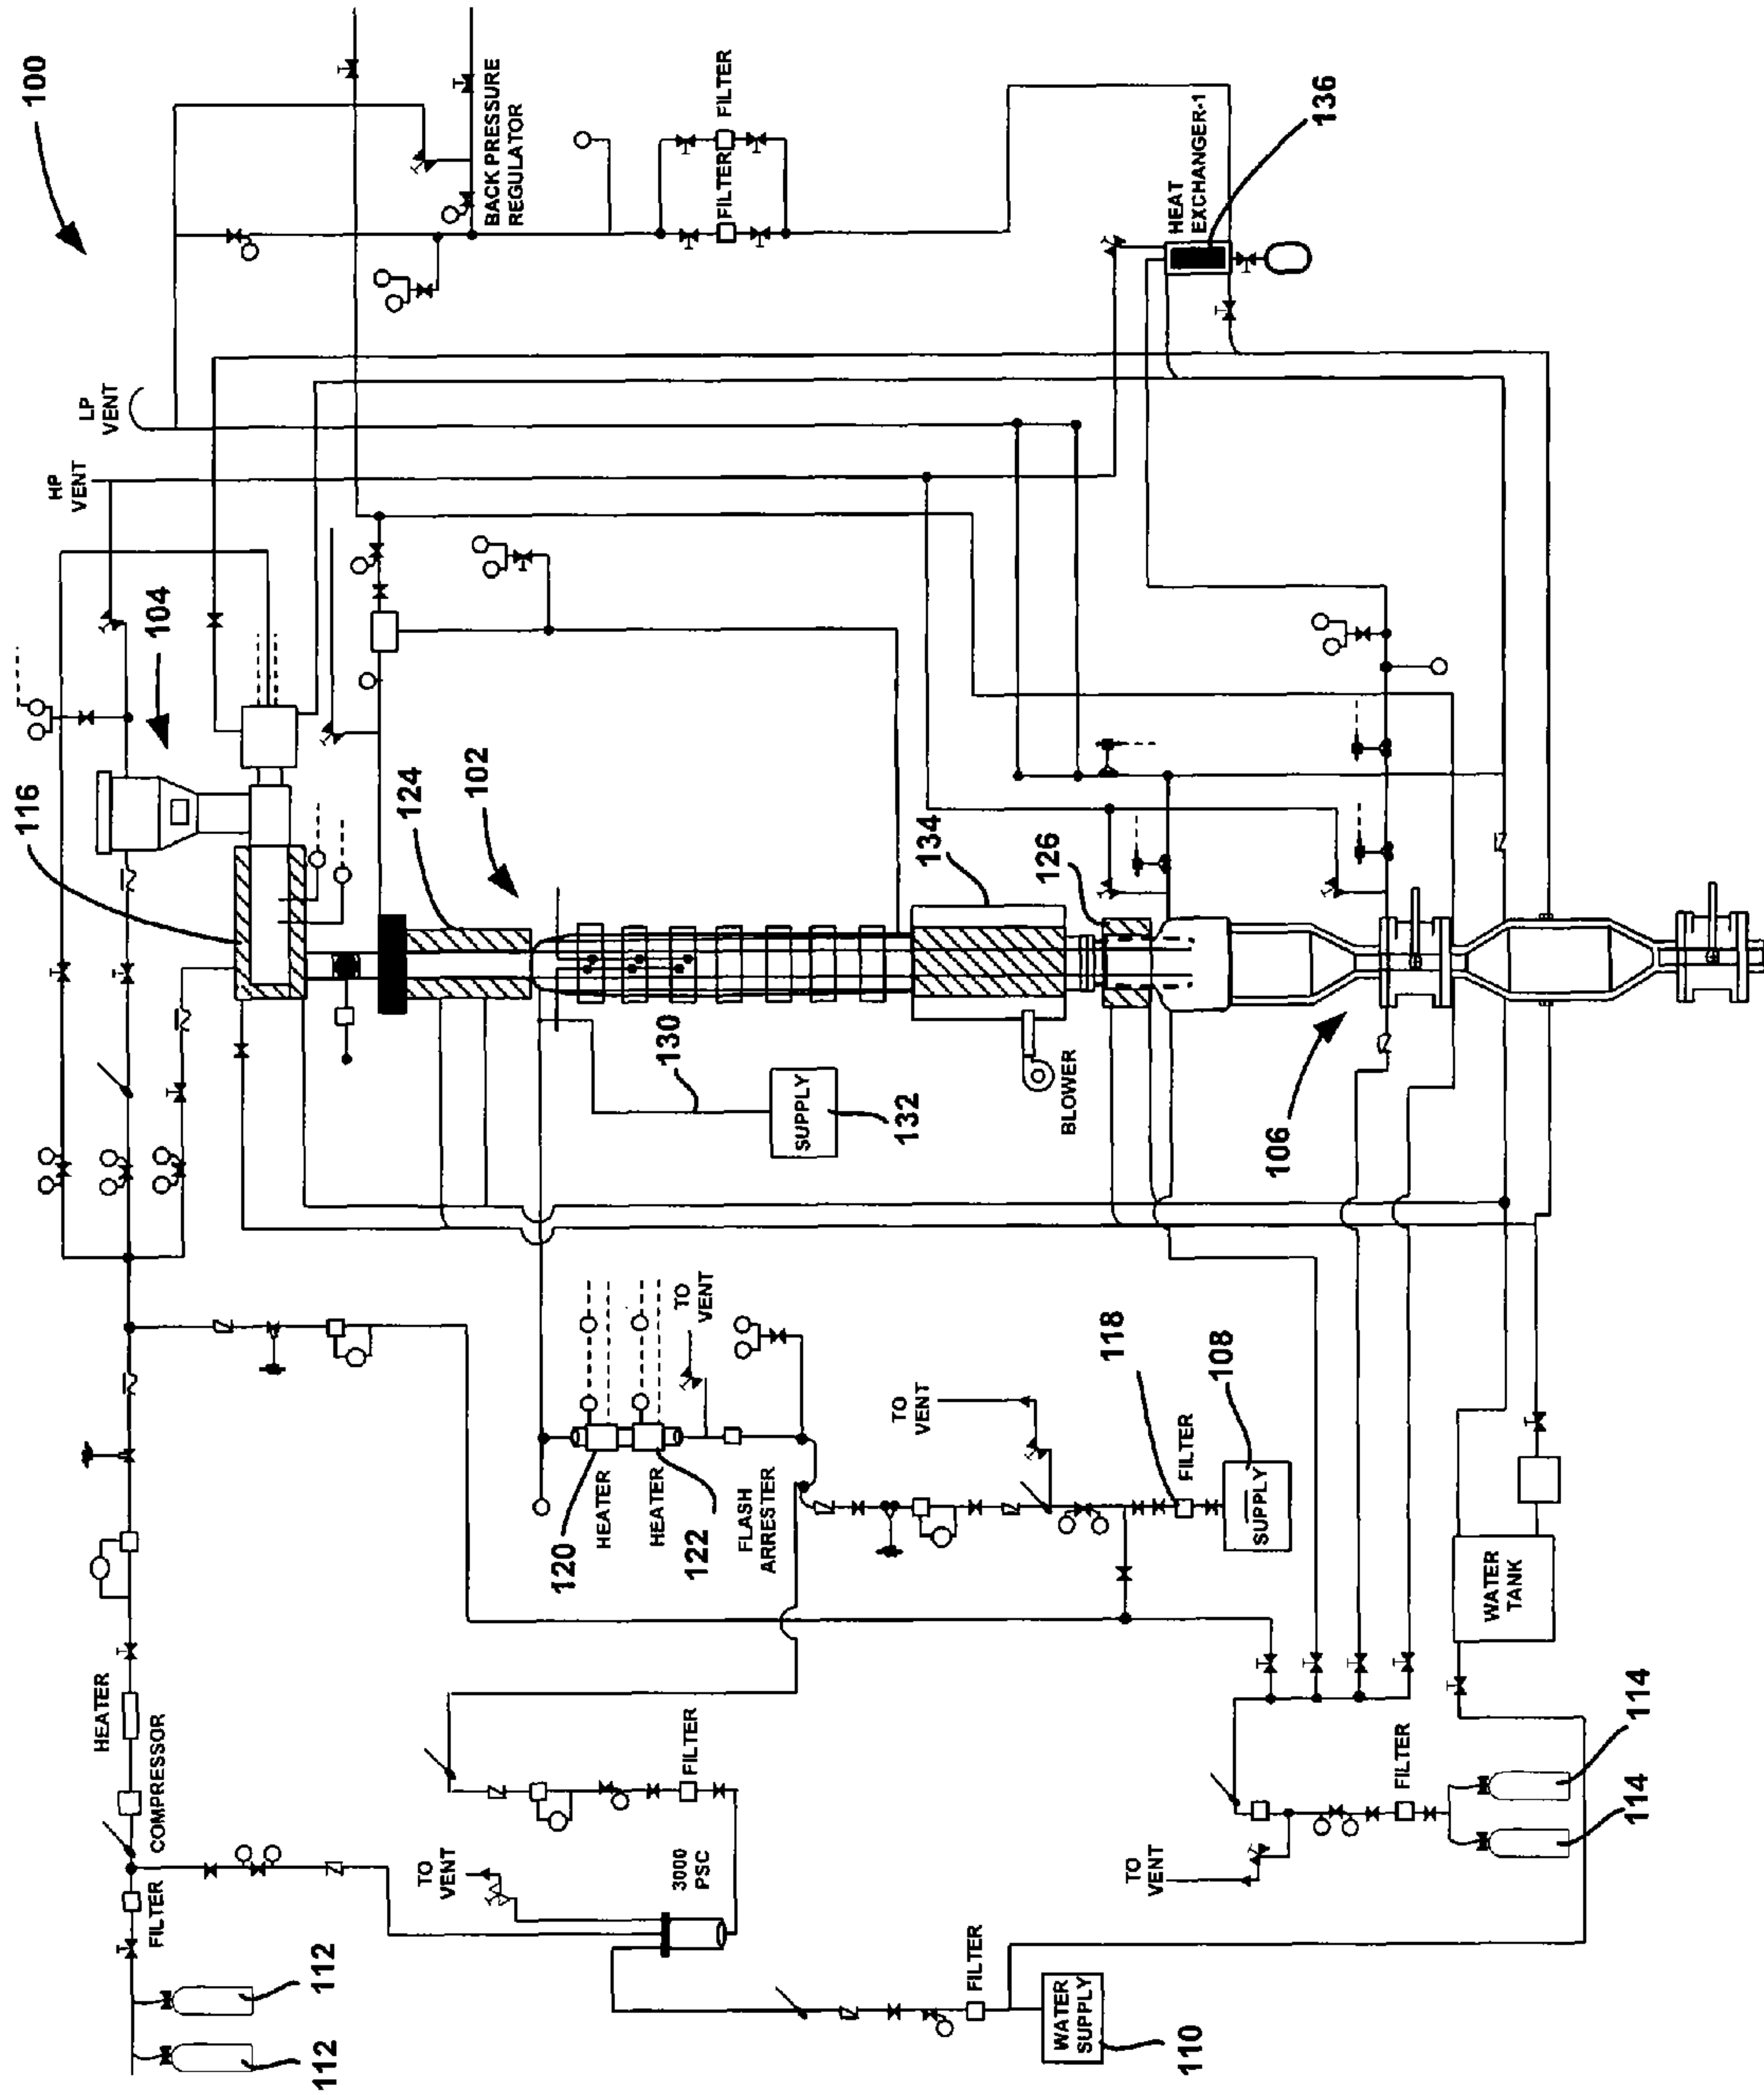 100
HP
VENT
LP
VENT
104
116
BACK PRESSURE
REGULATOR
FILTER
FILTER
124
102
HEAT
EXCHANGER-1
136
134
126
130
SUPPLY
132
BLOWER
106
HEATER
COMPRESSOR
FILTER
112
112
120
HEATER
HEATER
122
TO
VENT
FLASH
ARRESTER
TO
VENT
118
FILTER
108
SUPPLY
FILTER
TO
VENT
3000
PSC
FILTER
WATER
SUPPLY
110
TO
VENT
FILTER
114
114
WATER
TANK